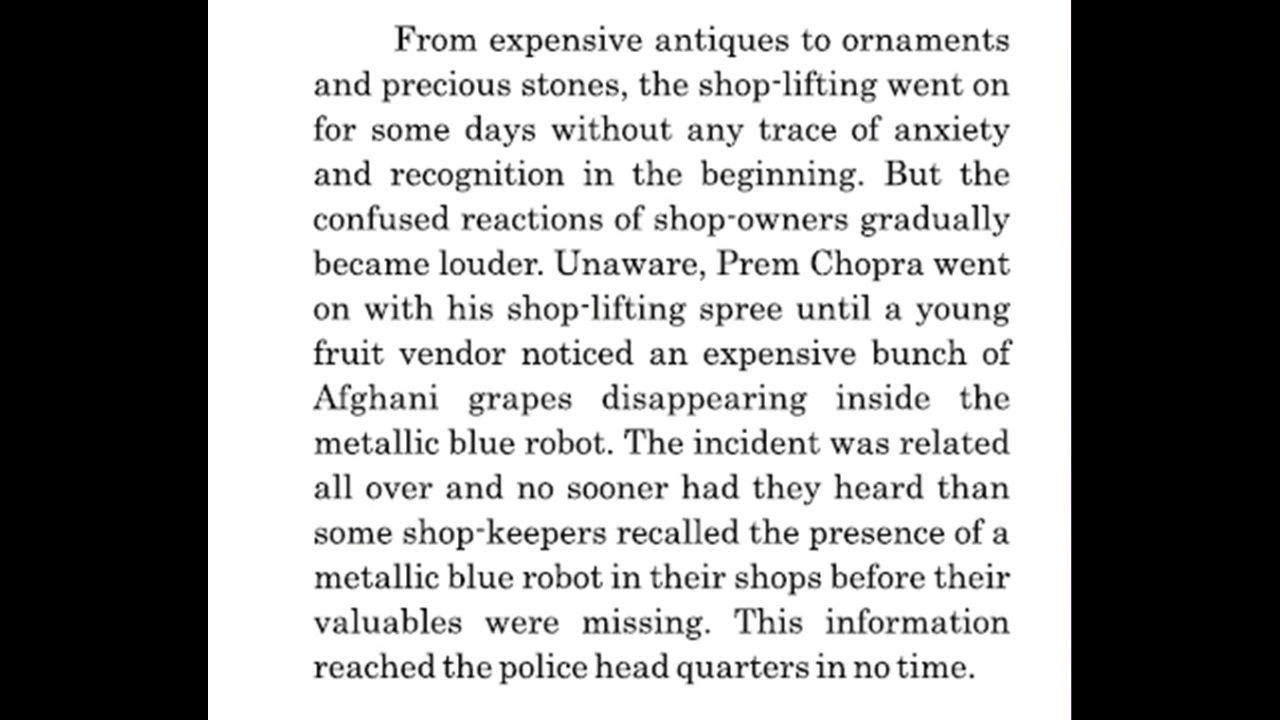 From expensive antiques to ornaments
and precious stones, the shop-lifting went on
for some days without any trace of anxiety
and recognition in the beginning. But the
confused reactions of shop-owners gradually
became louder. Unaware, Prem Chopra went
on with his shop-lifting spree until a young
fruit vendor noticed an expensive bunch of
Afghani grapes disappearing inside the
metallic blue robot. The incident was related
all over and no sooner had they heard than
some shop-keepers recalled the presence of a
metallic blue robot in their shops before their
valuables were missing. This information
reached the police head quarters in no time.